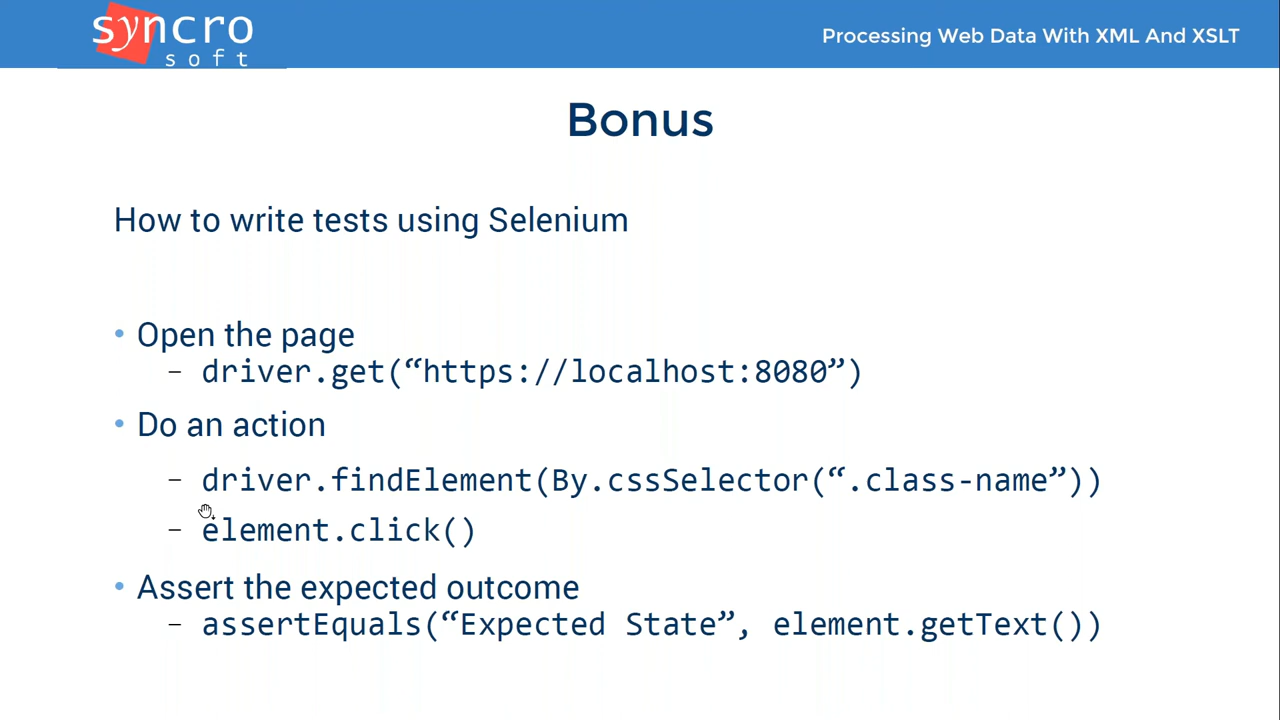 syncro
soft
Processing Web Data With XML And XSLT
Bonus
How to write tests using Selenium
• Open the page
– driver.get(“https://localhost:8080”)
• Do an action
– driver.findElement(By.cssSelector(“.class-name”))
– element.click()
• Assert the expected outcome
– assertEquals(“Expected State”, element.getText())